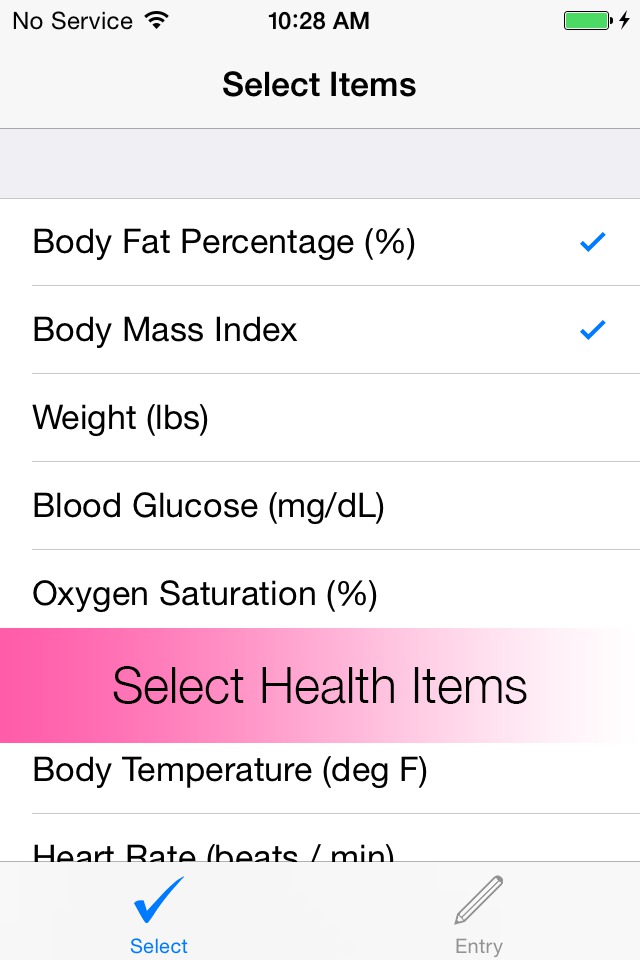 No Service 10:28 AM
Select Items
Body Fat Percentage (%)
Body Mass Index
Weight (lbs)
Blood Glucose (mg/dL)
Oxygen Saturation (%)
Select Health Items
Body Temperature (deg F)
Heart Rate (beats / min)
Select Entry